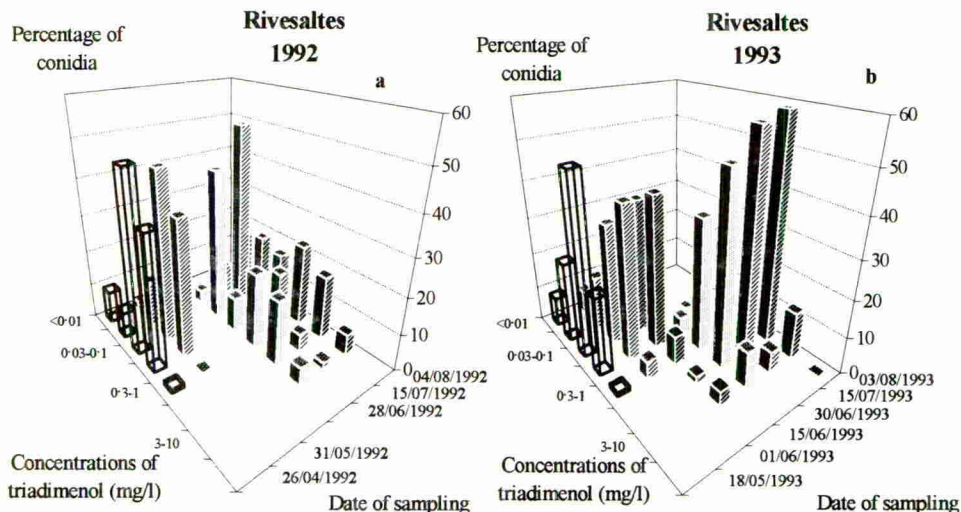 Rivesaltes
1992
Percentage of
conidia
a
60
50
40
30
20
10
0
<0·01
0·03-0·1
0·3-1
3-10
04/08/1992
15/07/1992
28/06/1992
31/05/1992
26/04/1992
Concentrations of
triadimenol (mg/l)
Date of sampling
Rivesaltes
1993
Percentage of
conidia
b
60
50
40
30
20
10
0
<0·01
0·03-0·1
0·3-1
3-10
03/08/1993
15/07/1993
30/06/1993
15/06/1993
01/06/1993
18/05/1993
Concentrations of
triadimenol (mg/l)
Date of sampling